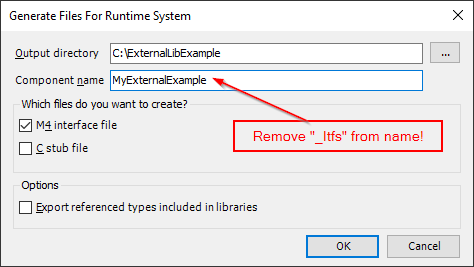 Generate Files For Runtime System
Output directory
C:\ExternalLibExample
...
Component name
MyExternalExample
Which files do you want to create?
M4 interface file
C stub file
Remove "_Itfs" from name!
Options
Export referenced types included in libraries
OK
Cancel